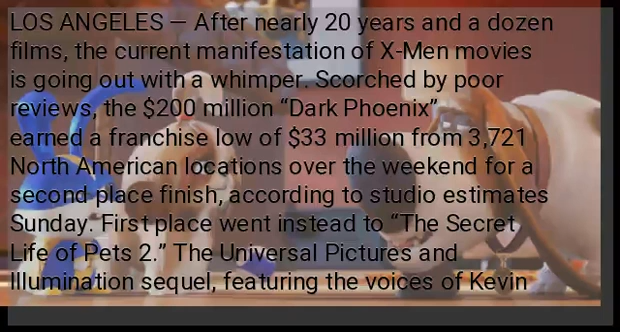 LOS ANGELES — After nearly 20 years and a dozen
films, the current manifestation of X-Men movies
is going out with a whimper. Scorched by poor
reviews, the $200 million “Dark Phoenix”
earned a franchise low of $33 million from 3,721
North American locations over the weekend for a
second place finish, according to studio estimates
Sunday. First place went instead to “The Secret
Life of Pets 2.” The Universal Pictures and
Illumination sequel, featuring the voices of Kevin